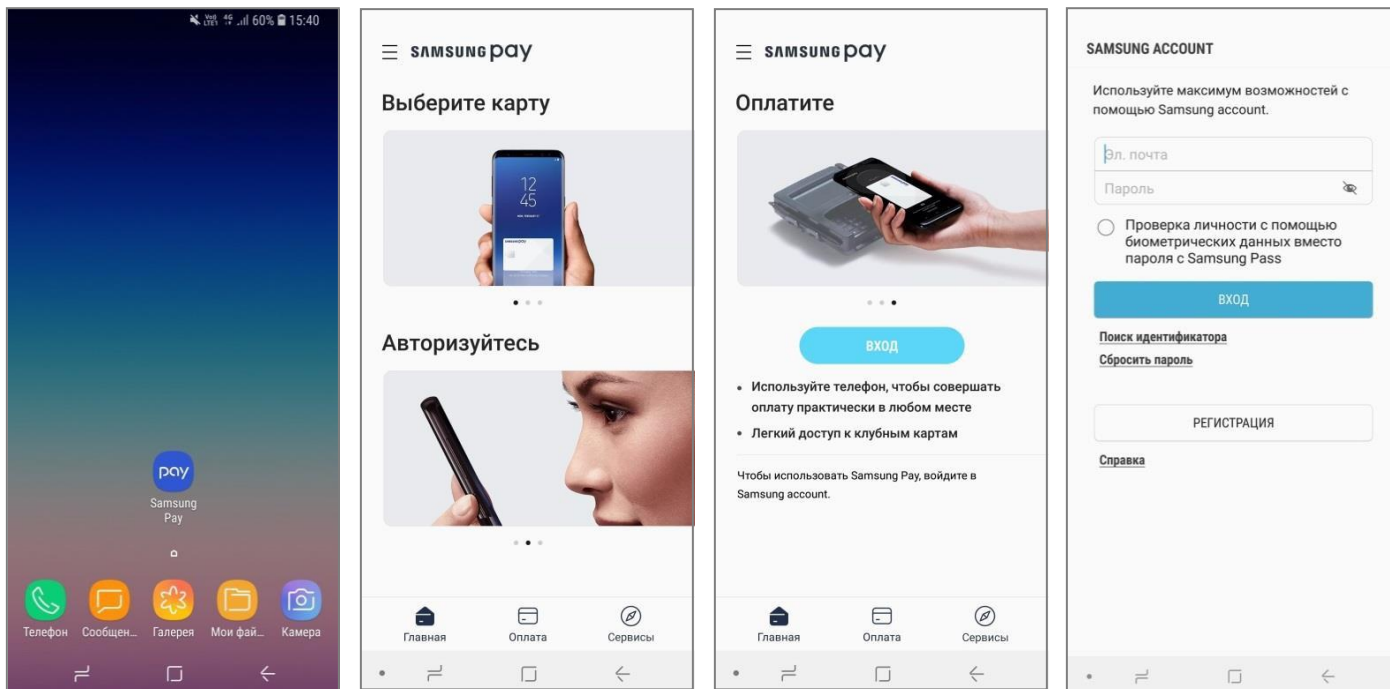 VoLTE1 4G 60% 15:40
pay
Samsung
Pay
Телефон
Сообщен...
Галерея
Мои фай...
Камера
SAMSUNG pay
Выберите карту
12
45
Авторизуйтесь
Главная
Оплата
Сервисы
SAMSUNG pay
Оплатите
ВХОД
• Используйте телефон, чтобы совершать
оплату практически в любом месте
• Легкий доступ к клубным картам
Чтобы использовать Samsung Pay, войдите в
Samsung account.
Главная
Оплата
Сервисы
SAMSUNG ACCOUNT
Используйте максимум возможностей с
помощью Samsung account.
Эл. почта
Пароль
Проверка личности с помощью
биометрических данных вместо
пароля с Samsung Pass
ВХОД
Поиск идентификатора
Сбросить пароль
РЕГИСТРАЦИЯ
Справка